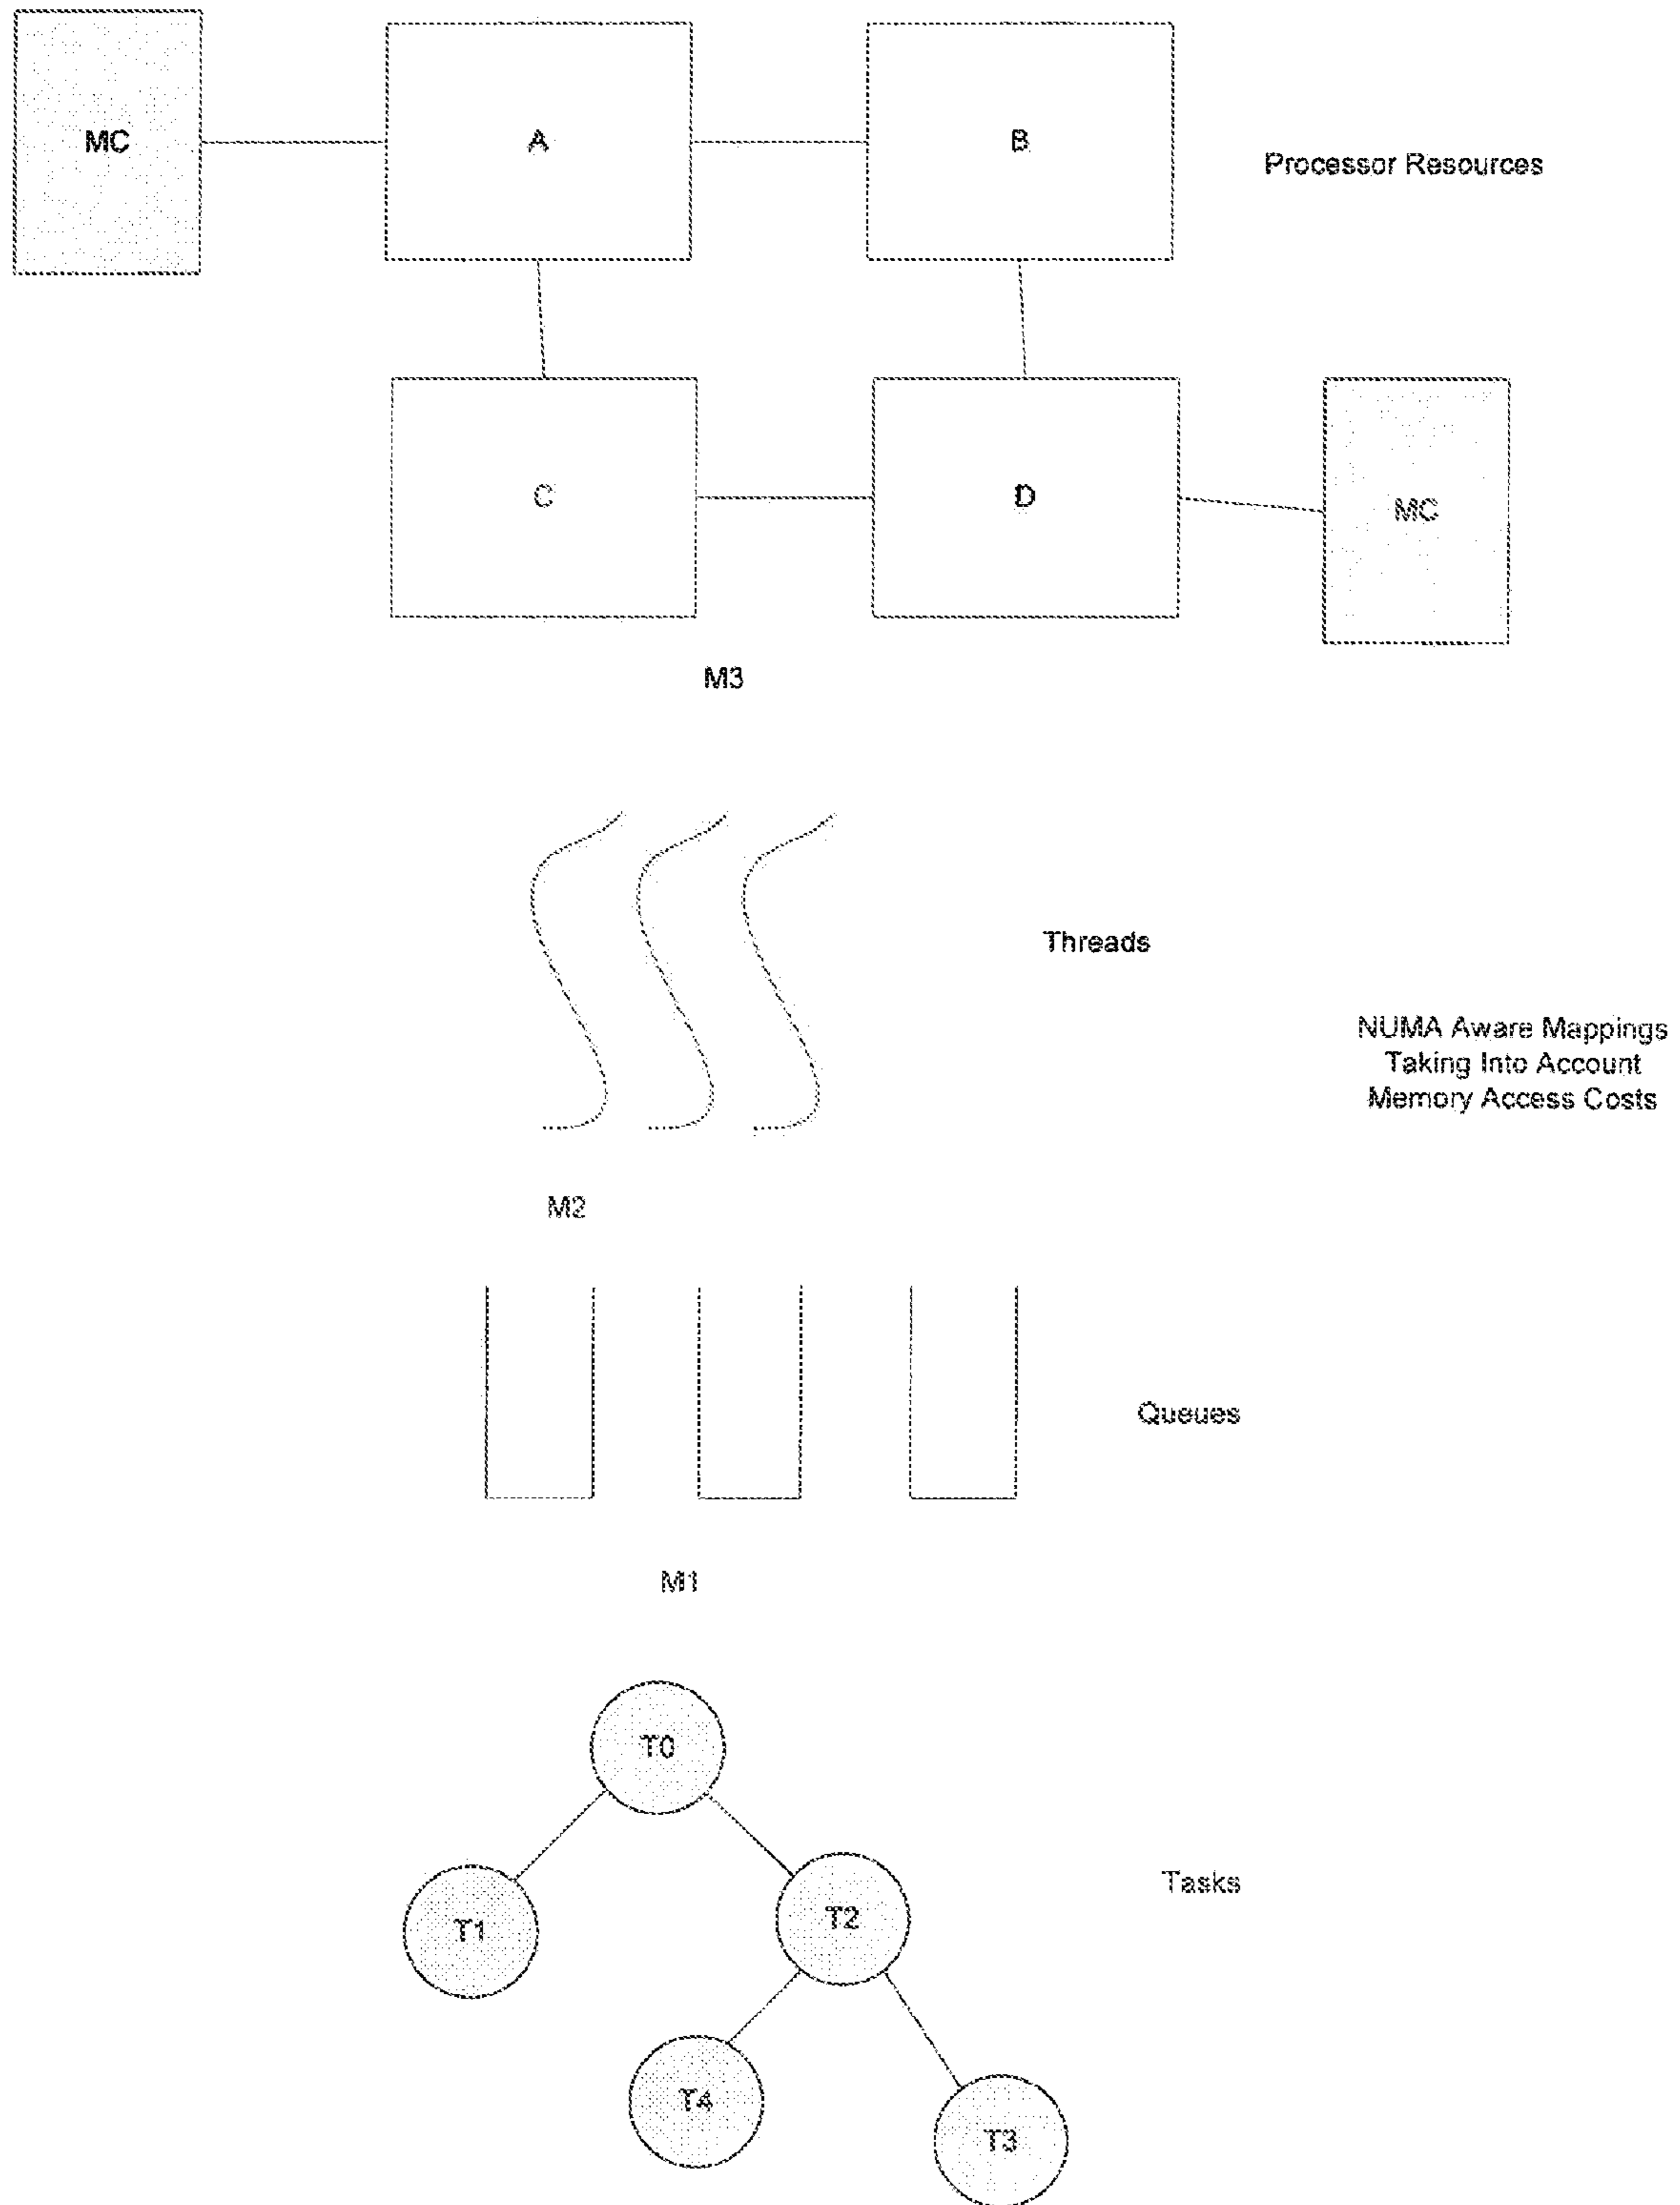 MC
A
B
Processor Resources
C
D
MC
M3
Threads
NUMA Aware Mappings
Taking Into Account
Memory Access Costs
M2
Queues
M1
T0
Tasks
T1
T2
T4
T3